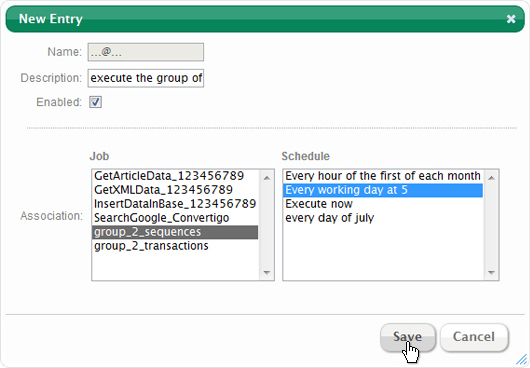 New Entry
Name: ...@...
Description: execute the group of
Enabled:
Job Schedule
Association:
GetArticleData_123456789
GetXMLData_123456789
InsertDataInBase_123456789
SearchGoogle_Convertigo
group_2_sequences
group_2_transactions
Every hour of the first of each month
Every working day at 5
Execute now
every day of july
Save Cancel